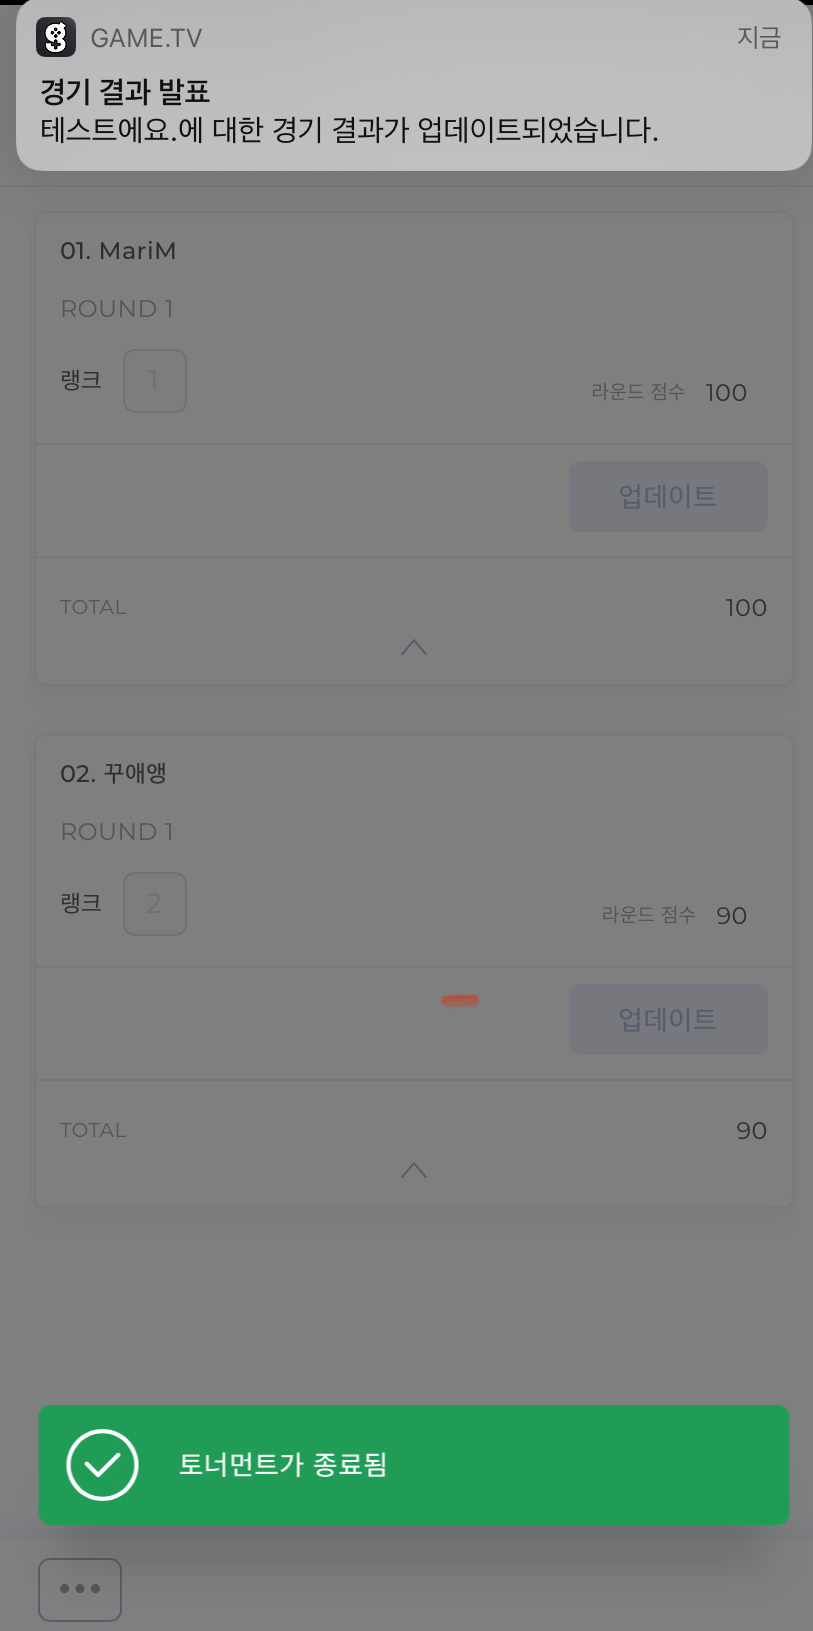 GAME.TV 지금
경기 결과 발표
테스트에요.에 대한 경기 결과가 업데이트되었습니다.
01. MariM
ROUND 1
랭크 1 라운드 점수 100
업데이트
TOTAL 100
02. 꾸애앵
ROUND 1
랭크 2 라운드 점수 90
업데이트
TOTAL 90
토너먼트가 종료됨